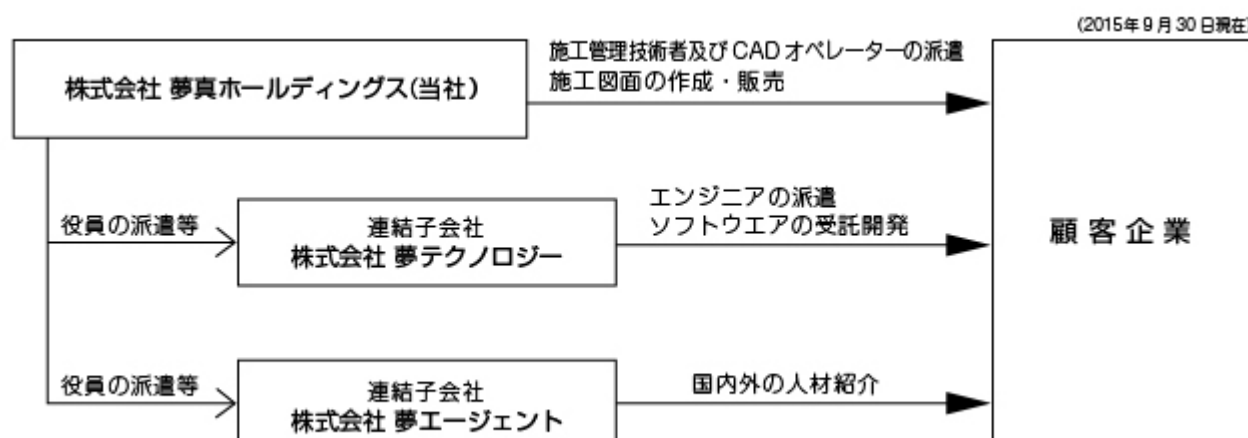 (2015年9月30日現在)
株式会社 夢真ホールディングス(当社)
施工管理技術者及びCADオペレーターの派遣
施工図面の作成・販売
役員の派遣等
連結子会社
株式会社 夢テクノロジー
エンジニアの派遣
ソフトウエアの受託開発
顧客企業
役員の派遣等
連結子会社
株式会社 夢エージェント
国内外の人材紹介